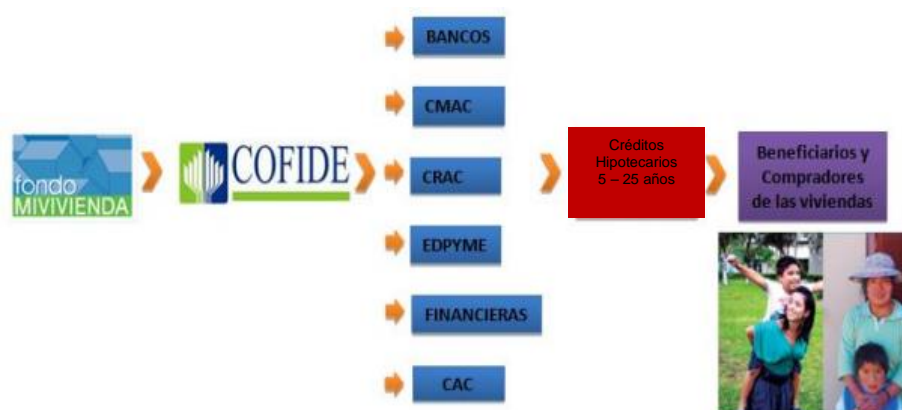 fondo
MIVIVIENDA
COFIDE
BANCOS
CMAC
CRAC
EDPYME
FINANCIERAS
CAC
Créditos
Hipotecarios
5 – 25 años
Beneficiarios y
Compradores
de las viviendas